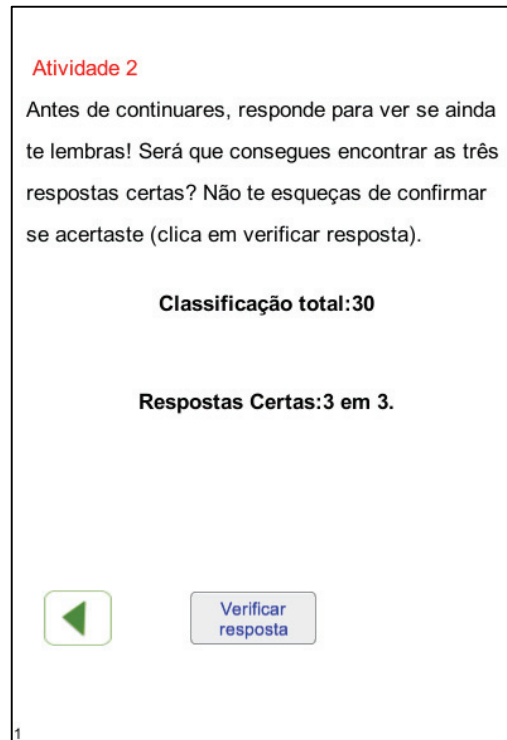 Atividade 2
Antes de continuares, responde para ver se ainda
te lembras! Será que consegues encontrar as três
respostas certas? Não te esqueças de confirmar
se acertaste (clica em verificar resposta).
Classificação total:30
Respostas Certas:3 em 3.
Verificar
resposta
1